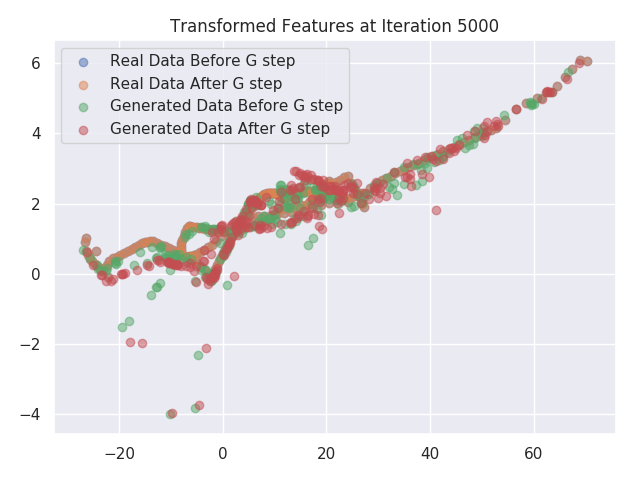 Transformed Features at Iteration 5000
Real Data Before G step
Real Data After G step
Generated Data Before G step
Generated Data After G step
6
4
2
0
−2
−4
−20 0 20 40 60